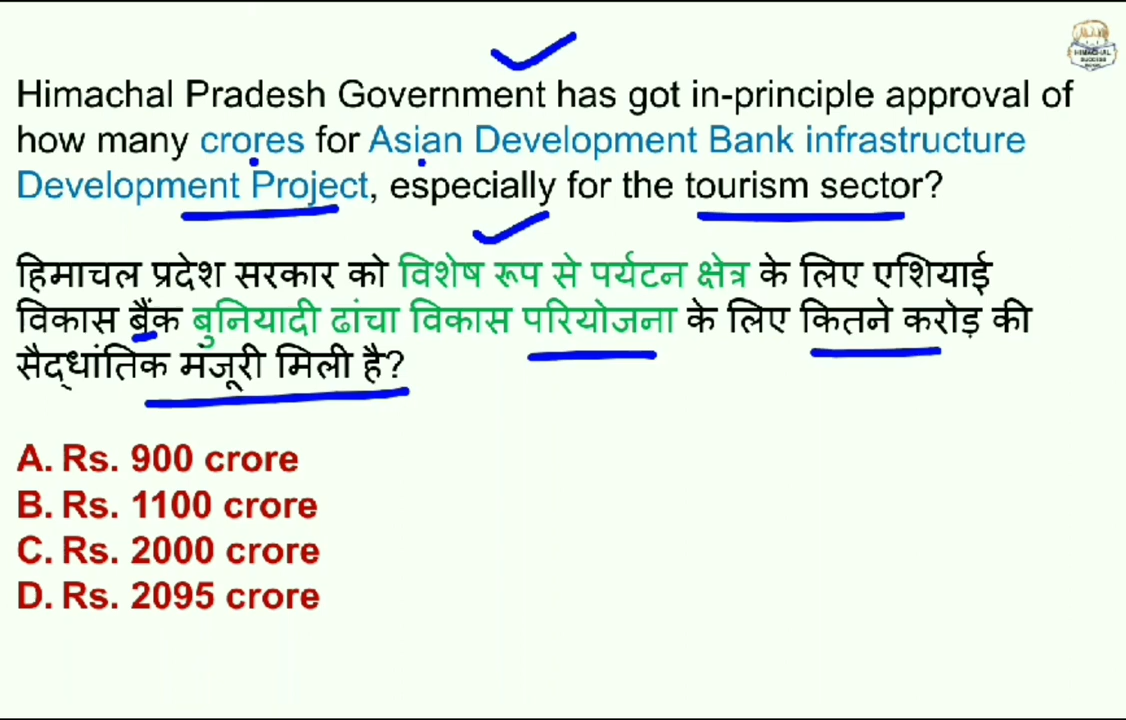 Himachal Pradesh Government has got in-principle approval of
how many crores for Asian Development Bank infrastructure
Development Project, especially for the tourism sector?
हिमाचल प्रदेश सरकार को विशेष रूप से पर्यटन क्षेत्र के लिए एशियाई
विकास बैंक बुनियादी ढांचा विकास परियोजना के लिए कितने करोड़ की
सैद्धांतिक मंजूरी मिली है?
A. Rs. 900 crore
B. Rs. 1100 crore
C. Rs. 2000 crore
D. Rs. 2095 crore